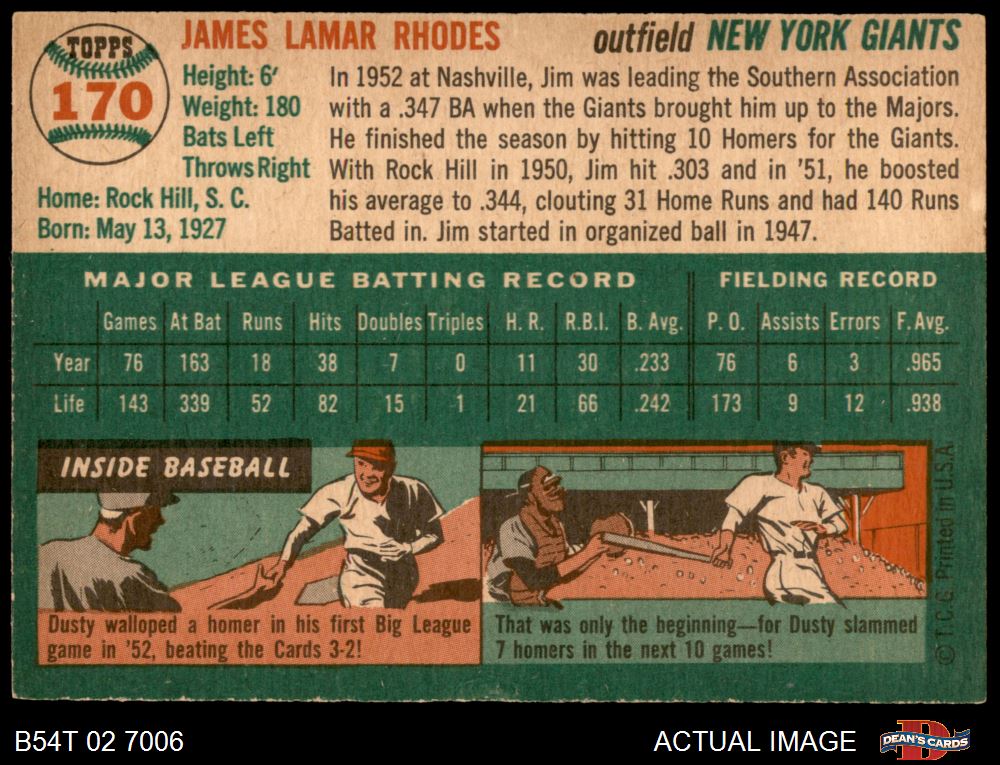 TOPPS
170
JAMES LAMAR RHODES
outfield NEW YORK GIANTS
Height: 6'
Weight: 180
Bats Left
Throws Right
Home: Rock Hill, S. C.
Born: May 13, 1927
In 1952 at Nashville, Jim was leading the Southern Association
with a .347 BA when the Giants brought him up to the Majors.
He finished the season by hitting 10 Homers for the Giants.
With Rock Hill in 1950, Jim hit .303 and in '51, he boosted
his average to .344, clouting 31 Home Runs and had 140 Runs
Batted in. Jim started in organized ball in 1947.
MAJOR LEAGUE BATTING RECORD FIELDING RECORD
Games At Bat Runs Hits Doubles Triples H. R. R.B.I. B. Avg. P. O. Assists Errors F. Avg.
Year 76 163 18 38 7 0 11 30 .233 76 6 3 .965
Life 143 339 52 82 15 1 21 66 .242 173 9 12 .938
INSIDE BASEBALL
Dusty walloped a homer in his first Big League
game in '52, beating the Cards 3-2!
That was only the beginning—for Dusty slammed
7 homers in the next 10 games!
© T. C. G. Printed in U.S.A
B54T 02 7006
ACTUAL IMAGE
DEAN'S CARDS